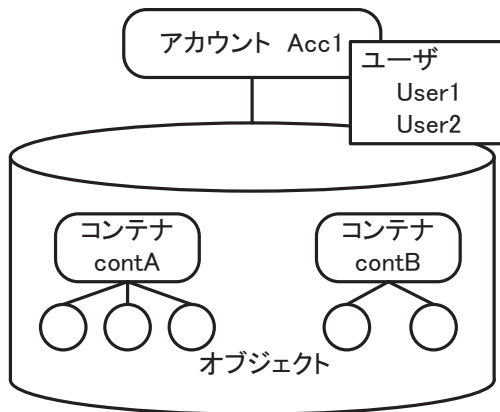 アカウント Acc1
ユーザ
User1
User2
コンテナ
contA
コンテナ
contB
オブジェクト